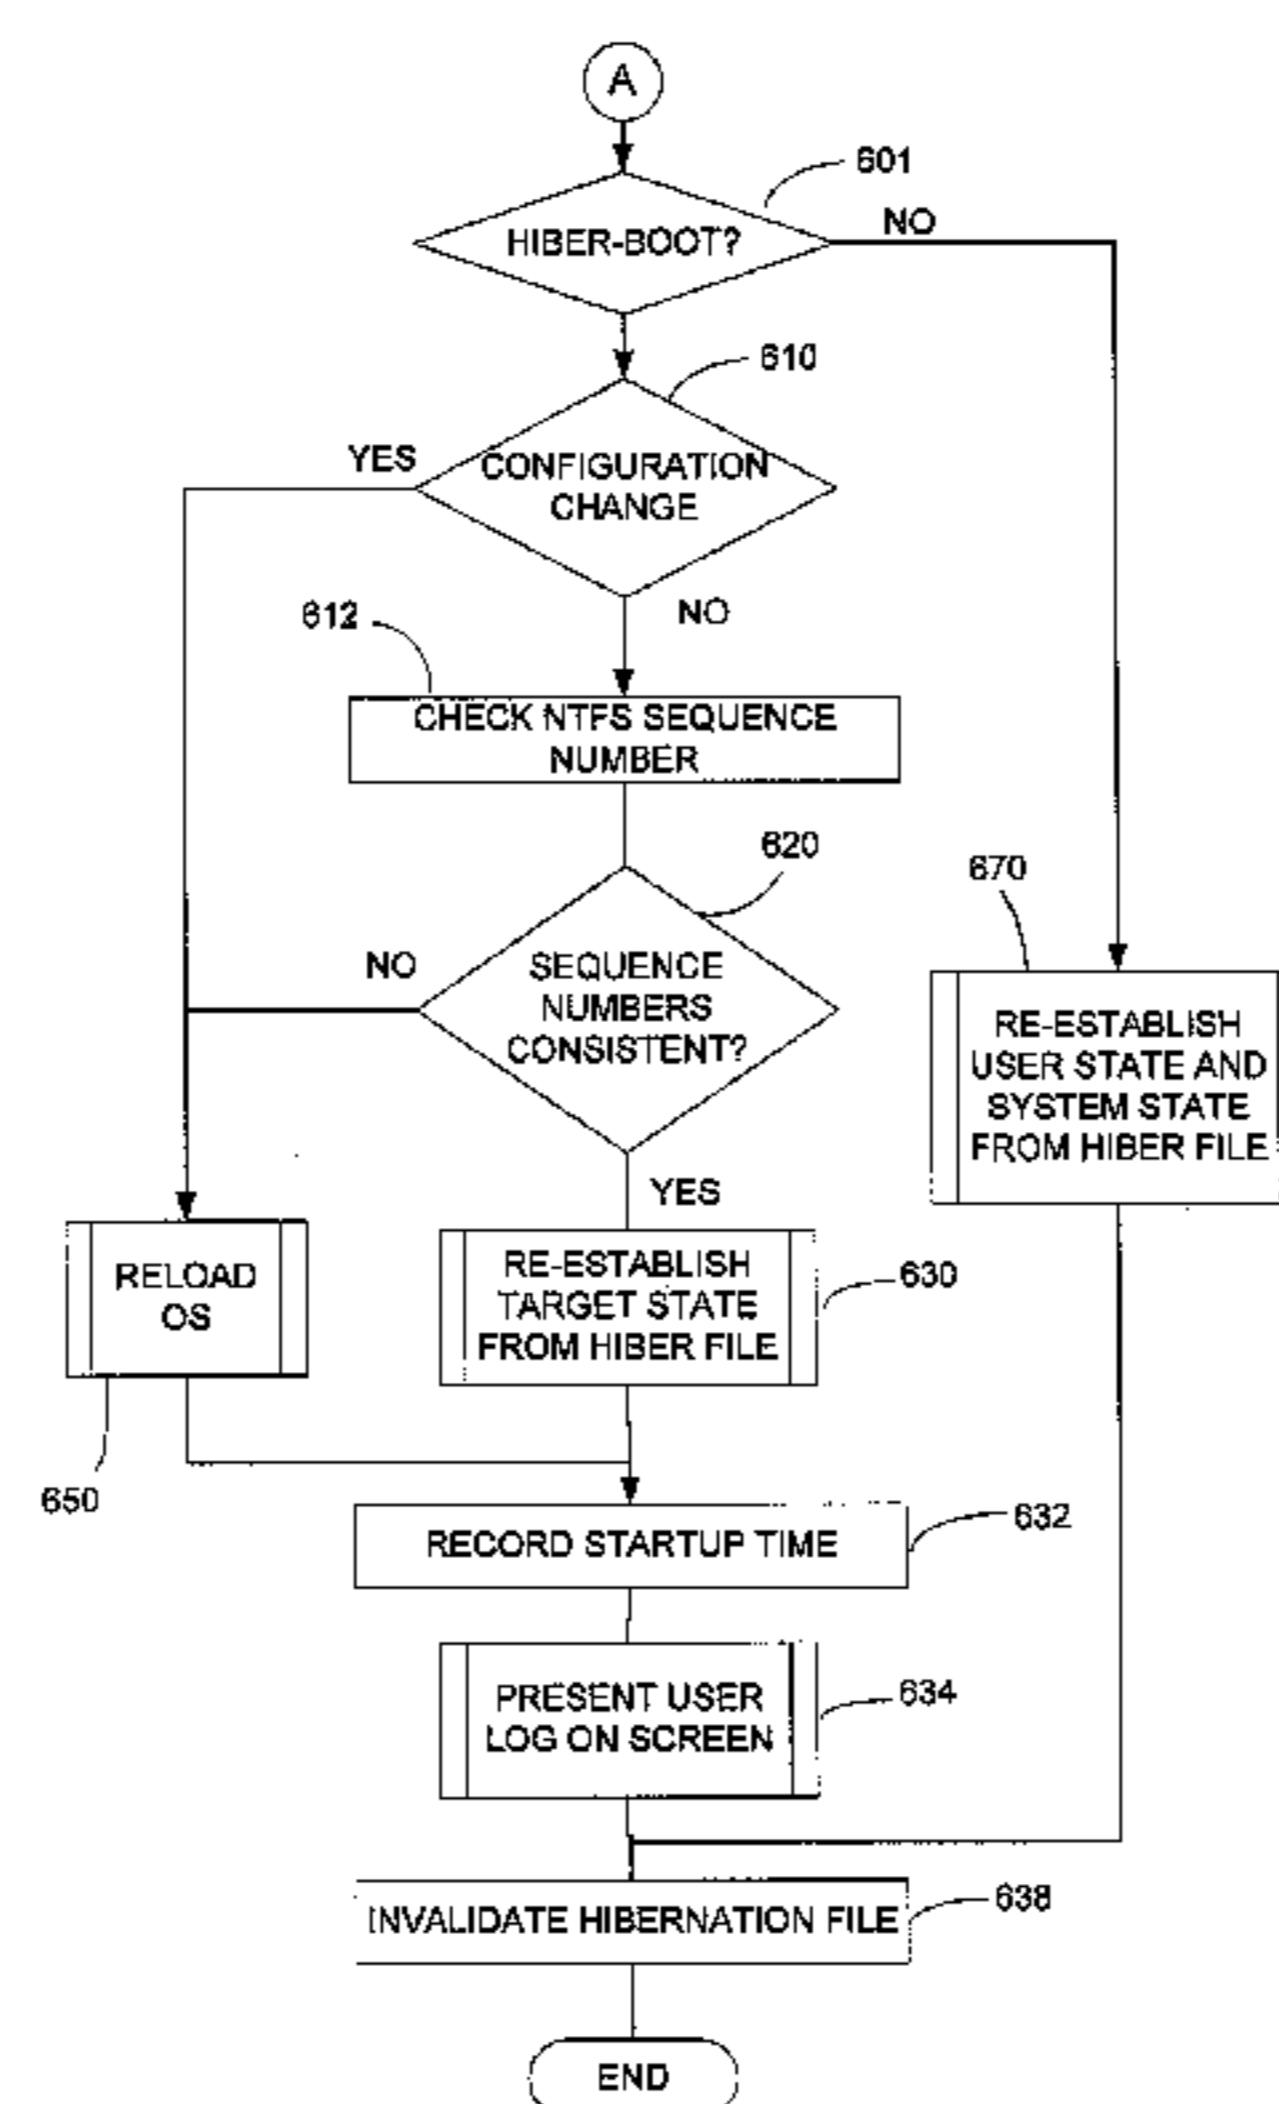 A
601
HIBER-BOOT?
NO
610
YES
CONFIGURATION
CHANGE
NO
612
CHECK NTFS SEQUENCE
NUMBER
620
670
NO
SEQUENCE
NUMBERS
CONSISTENT?
RE-ESTABLISH
USER STATE AND
SYSTEM STATE
FROM HIBER FILE
YES
RELOAD
OS
RE-ESTABLISH
TARGET STATE
FROM HIBER FILE
630
650
RECORD STARTUP TIME
632
PRESENT USER
LOG ON SCREEN
634
INVALIDATE HIBERNATION FILE
638
END